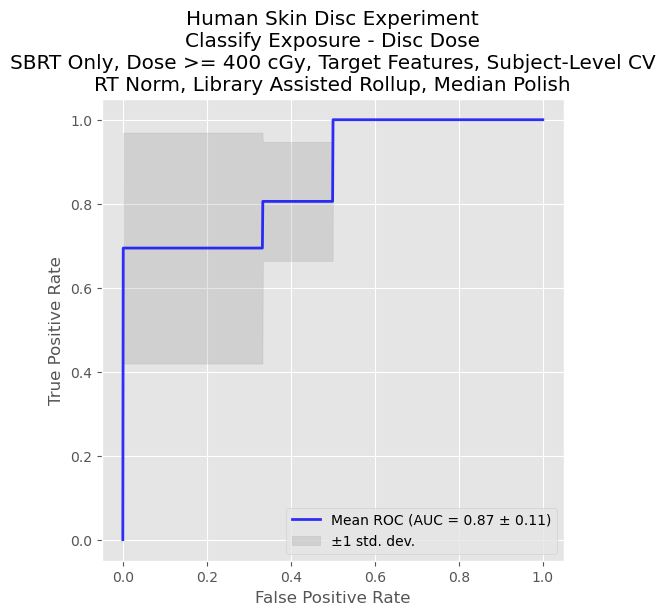 Human Skin Disc Experiment
Classify Exposure - Disc Dose
SBRT Only, Dose >= 400 cGy, Target Features, Subject-Level CV
RT Norm, Library Assisted Rollup, Median Polish
True Positive Rate
1.0
0.8
0.6
0.4
0.2
0.0
Mean ROC (AUC = 0.87 ± 0.11)
±1 std. dev.
0.0 0.2 0.4 0.6 0.8 1.0
False Positive Rate